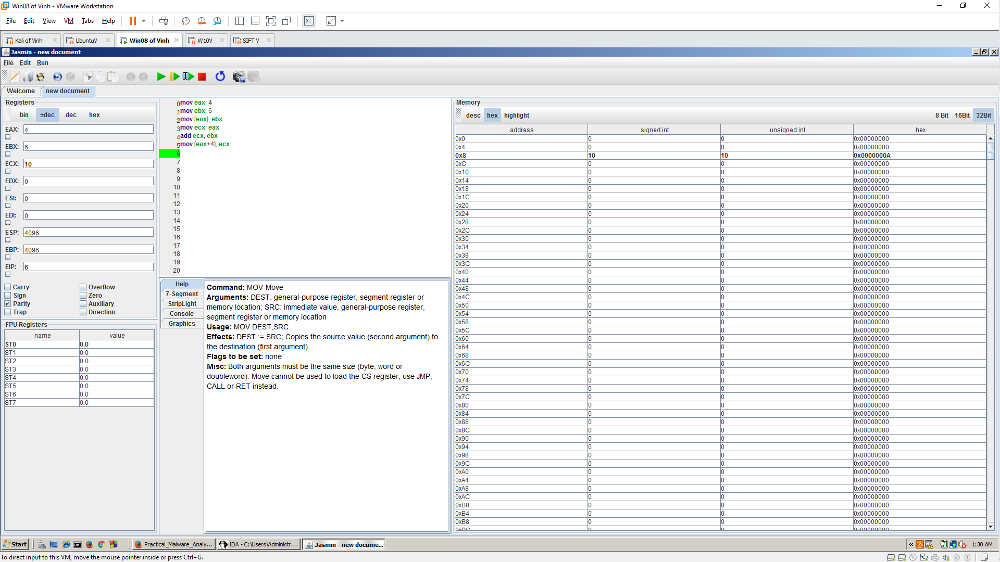 Win08 of Vinh - VMware Workstation
File Edit View VM Tabs Help
Kali of Vinh UbuntuV Win08 of Vinh W10V SIFT V
Jasmin - new document
File Edit Run
Welcome new document
Registers
bin ±dec dec hex
EAX: 4
...
EBX: 6
...
ECX: 10
...
EDX: 0
...
ESI: 0
...
EDI: 0
...
ESP: 4096
...
EBP: 4096
...
EIP: 6
...
Carry Overflow
Sign Zero
Parity Auxiliary
Trap Direction
FPU Registers
name value
ST0 0.0
ST1 0.0
ST2 0.0
ST3 0.0
ST4 0.0
ST5 0.0
ST6 0.0
ST7 0.0
0 mov eax, 4
1 mov ebx, 6
2 mov [eax], ebx
3 mov ecx, eax
4 add ecx, ebx
5 mov [eax+4], ecx
6
7
8
9
10
11
12
13
14
15
16
17
18
19
20
Help
7-Segment
StripLight
Console
Graphics
Command: MOV-Move
Arguments: DEST: general-purpose register, segment register or
memory location; SRC: immediate value, general-purpose register,
segment register or memory location
Usage: MOV DEST,SRC
Effects: DEST := SRC; Copies the source value (second argument) to
the destination (first argument).
Flags to be set: none
Misc: Both arguments must be the same size (byte, word or
doubleword). Move cannot be used to load the CS register, use JMP,
CALL or RET instead.
Memory
desc hex highlight 8 Bit 16Bit 32Bit
address signed int unsigned int hex
0x0 0 0 0x00000000
0x4 0 0 0x00000000
0x8 10 10 0x0000000A
0xC 0 0 0x00000000
0x10 0 0 0x00000000
0x14 0 0 0x00000000
0x18 0 0 0x00000000
0x1C 0 0 0x00000000
0x20 0 0 0x00000000
0x24 0 0 0x00000000
0x28 0 0 0x00000000
0x2C 0 0 0x00000000
0x30 0 0 0x00000000
0x34 0 0 0x00000000
0x38 0 0 0x00000000
0x3C 0 0 0x00000000
0x40 0 0 0x00000000
0x44 0 0 0x00000000
0x48 0 0 0x00000000
0x4C 0 0 0x00000000
0x50 0 0 0x00000000
0x54 0 0 0x00000000
0x58 0 0 0x00000000
0x5C 0 0 0x00000000
0x60 0 0 0x00000000
0x64 0 0 0x00000000
0x68 0 0 0x00000000
0x6C 0 0 0x00000000
0x70 0 0 0x00000000
0x74 0 0 0x00000000
0x78 0 0 0x00000000
0x7C 0 0 0x00000000
0x80 0 0 0x00000000
0x84 0 0 0x00000000
0x88 0 0 0x00000000
0x8C 0 0 0x00000000
0x90 0 0 0x00000000
0x94 0 0 0x00000000
0x98 0 0 0x00000000
0x9C 0 0 0x00000000
0xA0 0 0 0x00000000
0xA4 0 0 0x00000000
0xA8 0 0 0x00000000
0xAC 0 0 0x00000000
0xB0 0 0 0x00000000
0xB4 0 0 0x00000000
0xB8 0 0 0x00000000
0xBC 0 0 0x00000000
Start Practical_Malware_Analy... IDA - C:\Users\Administr... Jasmin - new docume... « 1:30 AM
To direct input to this VM, move the mouse pointer inside or press Ctrl+G.